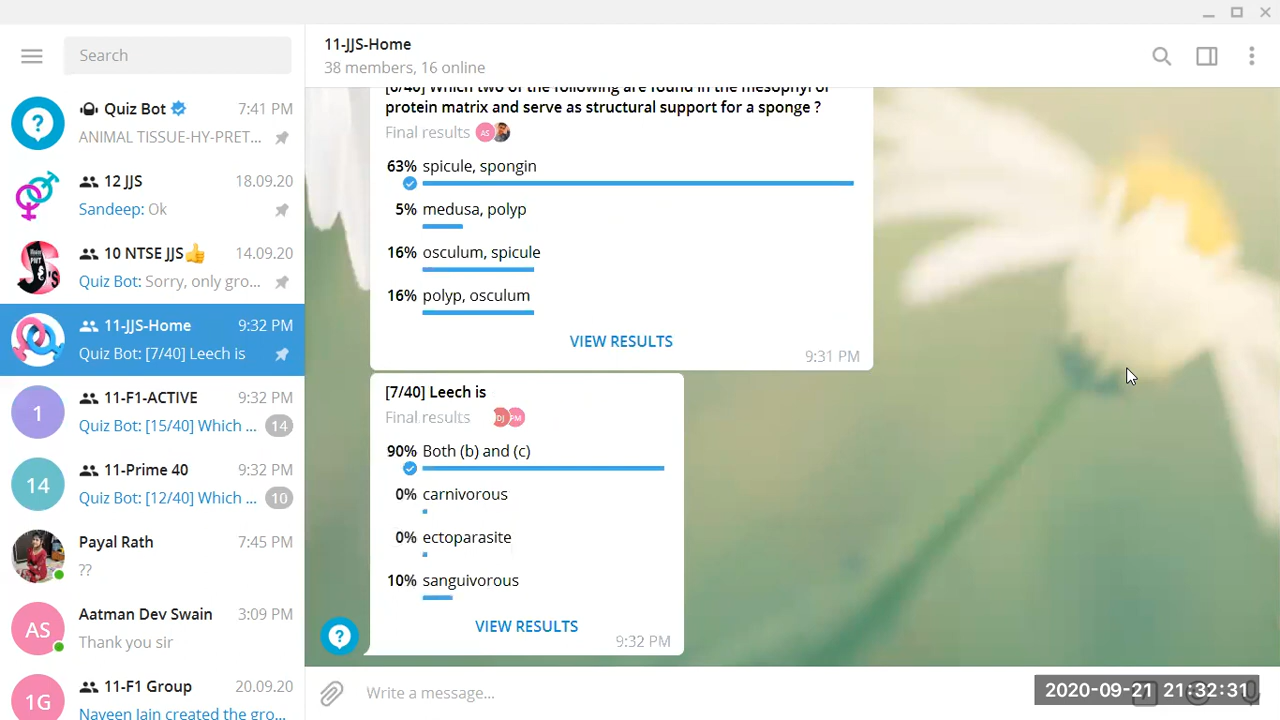 Search
Quiz Bot 7:41 PM
ANIMAL TISSUE-HY-PRET...
12 JJS 18.09.20
Sandeep: Ok
10 NTSE JJS👍 14.09.20
Quiz Bot: Sorry, only gro...
11-JJS-Home 9:32 PM
Quiz Bot: [7/40] Leech is
1
11-F1-ACTIVE 9:32 PM
Quiz Bot: [15/40] Which ... 14
14
11-Prime 40 9:32 PM
Quiz Bot: [12/40] Which ... 10
Payal Rath 7:45 PM
??
AS
Aatman Dev Swain 3:09 PM
Thank you sir
1G
11-F1 Group 20.09.20
Naveen Jain created the gro...
11-JJS-Home
38 members, 16 online
[6/40] Which two of the following are found in the mesophyl or
protein matrix and serve as structural support for a sponge ?
Final results AS
63% spicule, spongin
5% medusa, polyp
16% osculum, spicule
16% polyp, osculum
VIEW RESULTS
9:31 PM
[7/40] Leech is
Final results DJ PM
90% Both (b) and (c)
0% carnivorous
0% ectoparasite
10% sanguivorous
VIEW RESULTS
9:32 PM
Write a message...
2020-09-21 21:32:31